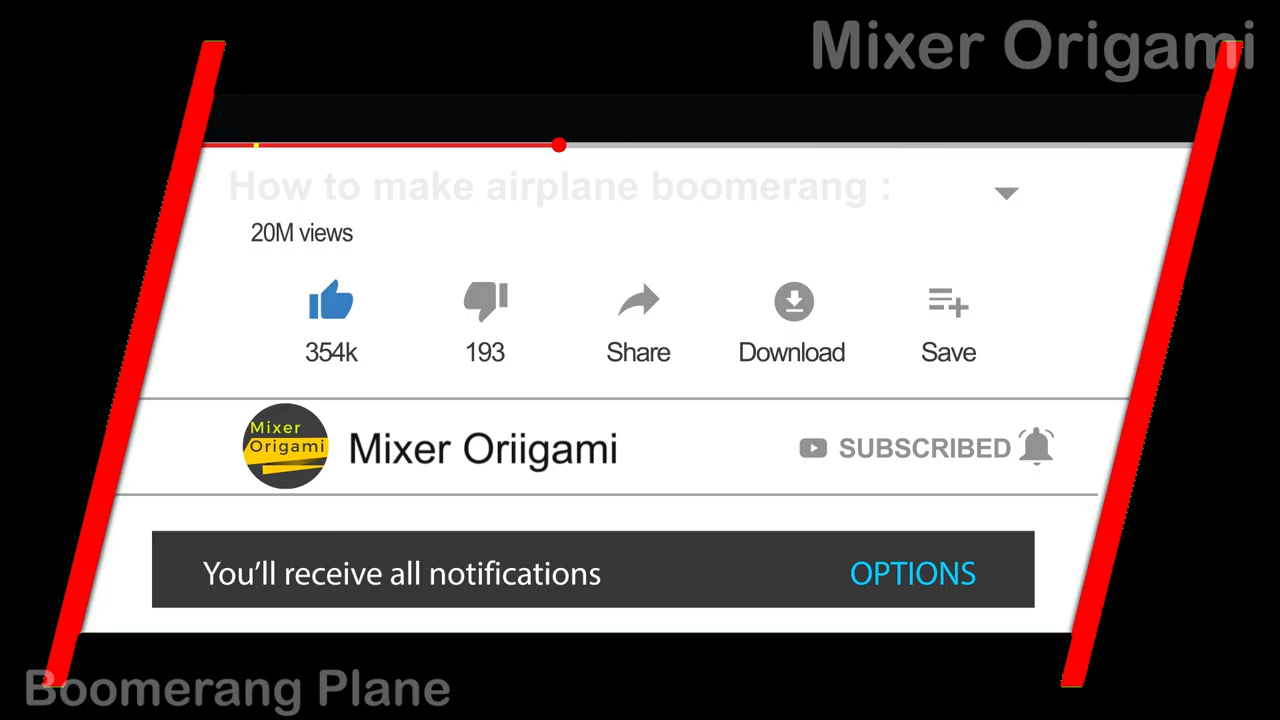 Mixer Origami
How to make airplane boomerang :
20M views
354k
193
Share
Download
Save
Mixer
Origami
Mixer Oriigami
SUBSCRIBED
You'll receive all notifications
OPTIONS
Boomerang Plane